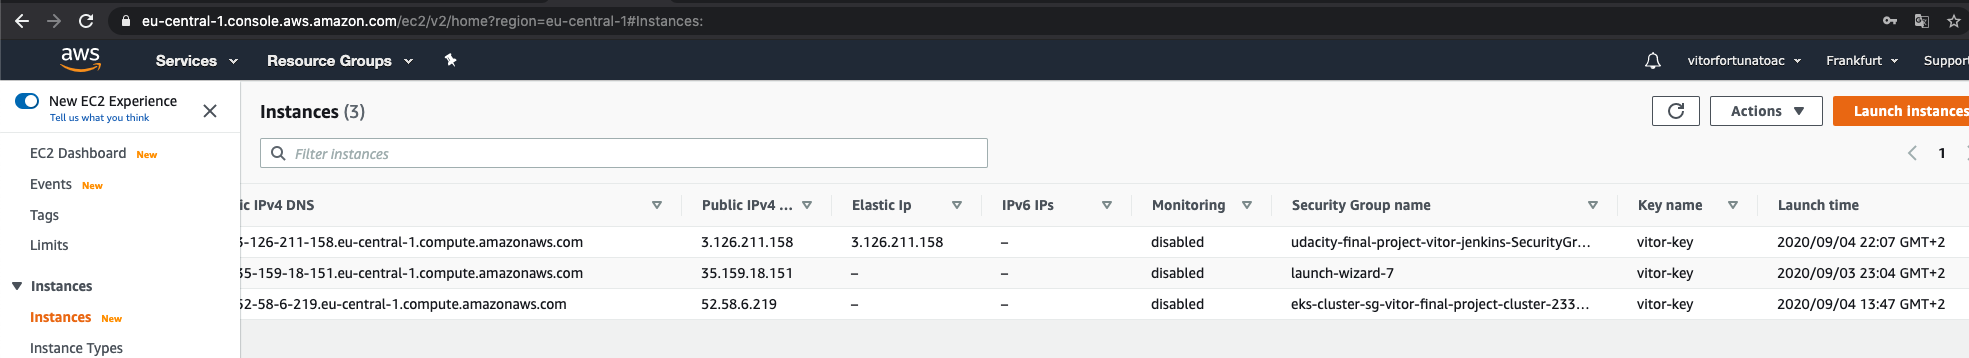 eu-central-1.console.aws.amazon.com/ec2/v2/home?region=eu-central-1#Instances:
aws Services Resource Groups vitorfortunatoac Frankfurt Support
New EC2 Experience
Tell us what you think
EC2 Dashboard New
Events New
Tags
Limits
Instances
Instances New
Instance Types
Instances (3) Actions Launch instances
Filter instances 1
ic IPv4 DNS Public IPv4 ... Elastic Ip IPv6 IPs Monitoring Security Group name Key name Launch time
3-126-211-158.eu-central-1.compute.amazonaws.com 3.126.211.158 3.126.211.158 – disabled udacity-final-project-vitor-jenkins-SecurityGr... vitor-key 2020/09/04 22:07 GMT+2
35-159-18-151.eu-central-1.compute.amazonaws.com 35.159.18.151 – – disabled launch-wizard-7 vitor-key 2020/09/03 23:04 GMT+2
52-58-6-219.eu-central-1.compute.amazonaws.com 52.58.6.219 – – disabled eks-cluster-sg-vitor-final-project-cluster-233... vitor-key 2020/09/04 13:47 GMT+2